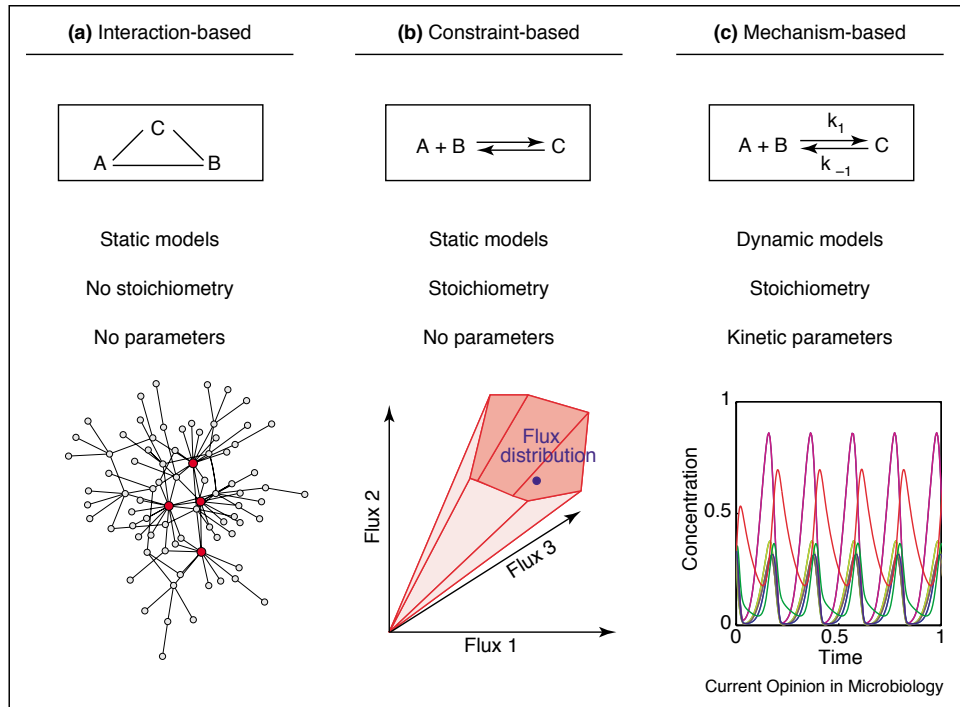 (a) Interaction-based
C
A B
Static models
No stoichiometry
No parameters
(b) Constraint-based
A + B C
Static models
Stoichiometry
No parameters
Flux 2
Flux distribution
Flux 3
Flux 1
(c) Mechanism-based
k1
A + B C
k–1
Dynamic models
Stoichiometry
Kinetic parameters
1
Concentration
0.5
0
0 0.5 1
Time
Current Opinion in Microbiology